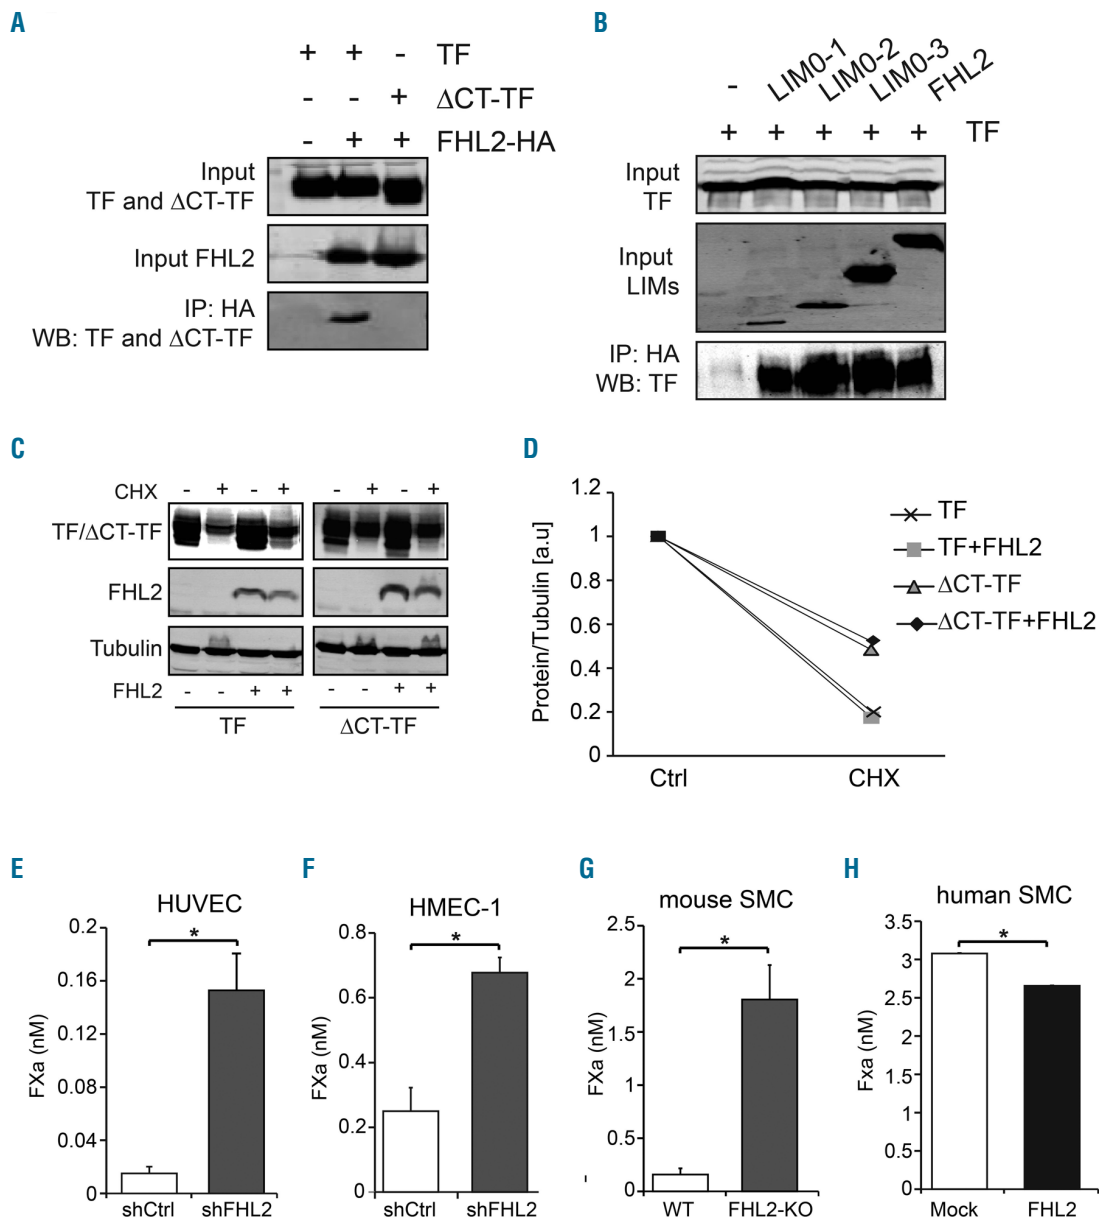 A
+ + - TF
- - + ΔCT-TF
- + + FHL2-HA
Input
TF and ΔCT-TF
Input FHL2
IP: HA
WB: TF and ΔCT-TF
B
- LIM0-1 LIM0-2 LIM0-3 FHL2
+ + + + + TF
Input
TF
Input
LIMs
IP: HA
WB: TF
C
CHX - + - + - + - +
TF/ΔCT-TF
FHL2
Tubulin
FHL2 - - + + - - + +
TF ΔCT-TF
D
Protein/Tubulin [a.u]
1.2
1
0.8
0.6
0.4
0.2
0
Ctrl CHX
TF
TF+FHL2
ΔCT-TF
ΔCT-TF+FHL2
E
HUVEC
*
FXa (nM)
0.2
0.16
0.12
0.08
0.04
0
shCtrl shFHL2
F
HMEC-1
*
FXa (nM)
0.8
0.6
0.4
0.2
0
shCtrl shFHL2
G
mouse SMC
*
FXa (nM)
2.5
2
1.5
1
0.5
0
-
WT FHL2-KO
H
human SMC
*
Fxa (nM)
3.5
3
2.5
2
1.5
1
0.5
0
Mock FHL2